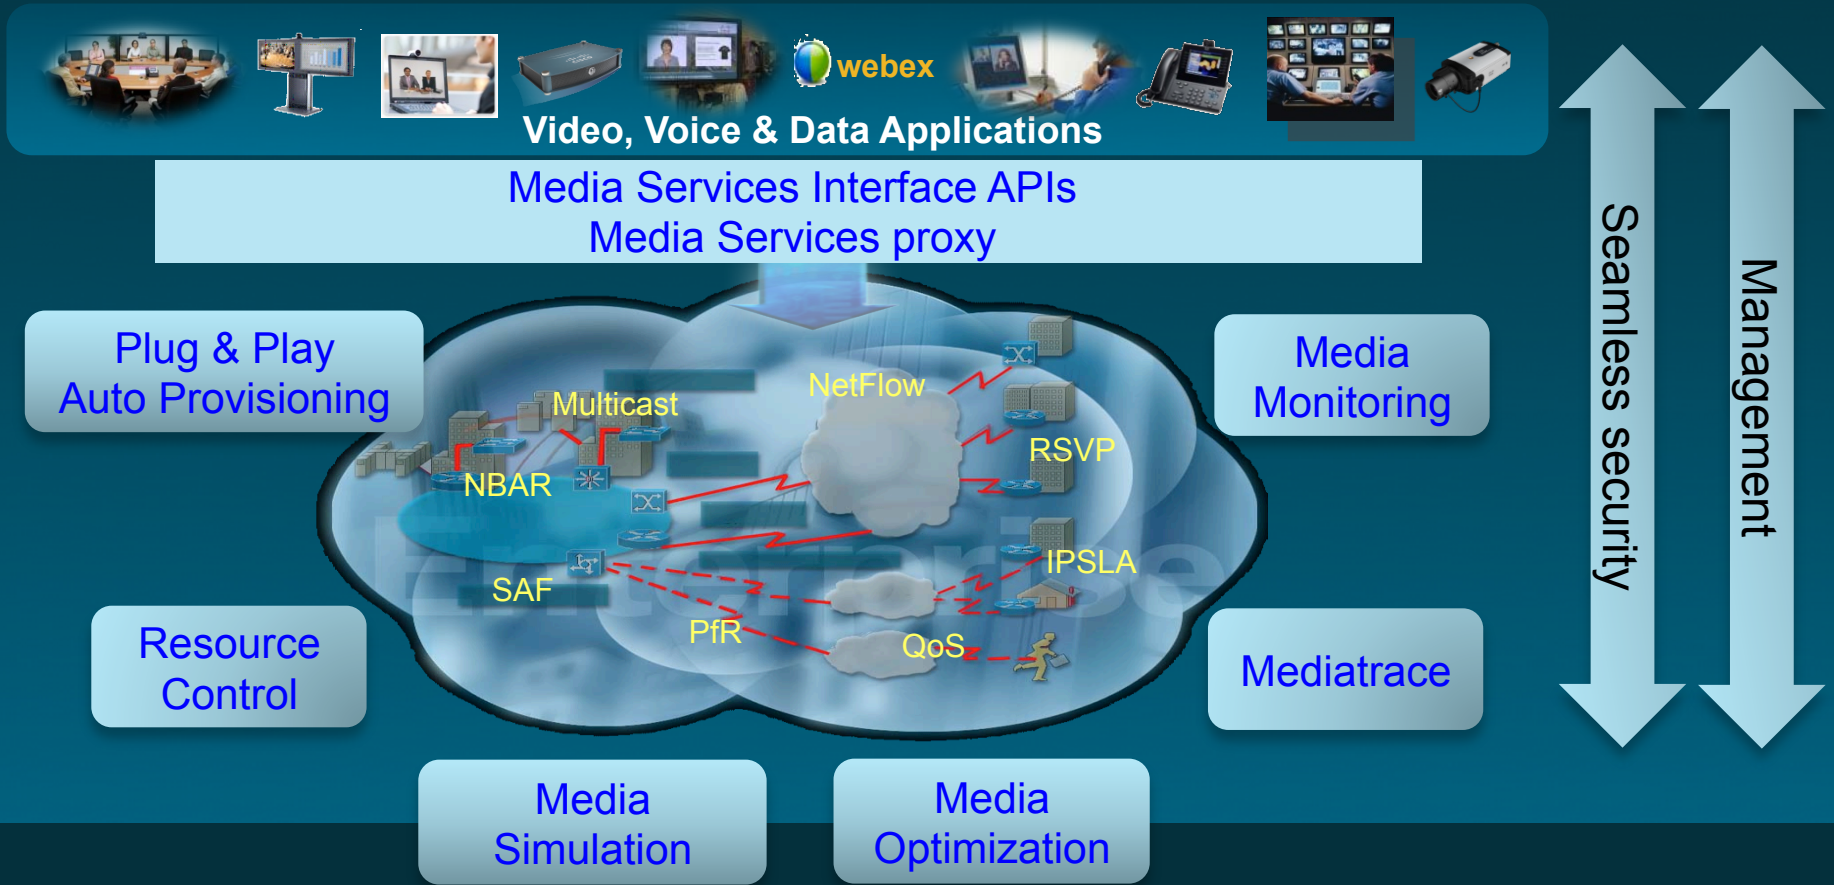 webex
Video, Voice & Data Applications
Media Services Interface APIs
Media Services proxy
Plug & Play
Auto Provisioning
Media
Monitoring
NetFlow
Multicast
RSVP
NBAR
Enterprise
IPSLA
SAF
PfR
QoS
Resource
Control
Mediatrace
Media
Simulation
Media
Optimization
Seamless security
Management